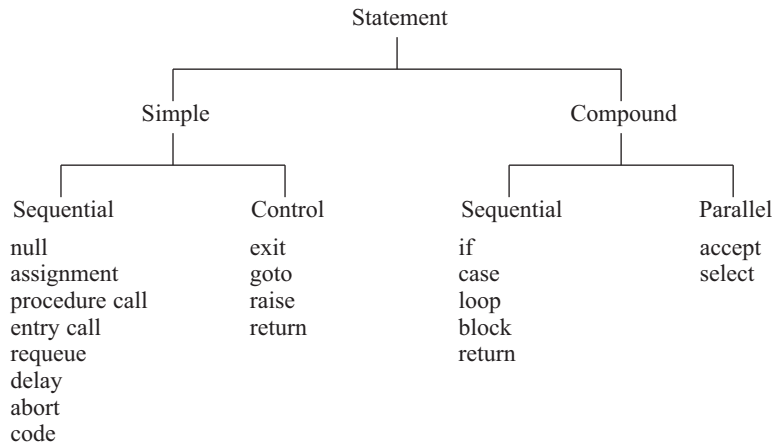 Statement
Simple
Compound
Sequential
Control
Sequential
Parallel
null
assignment
procedure call
entry call
requeue
delay
abort
code
exit
goto
raise
return
if
case
loop
block
return
accept
select